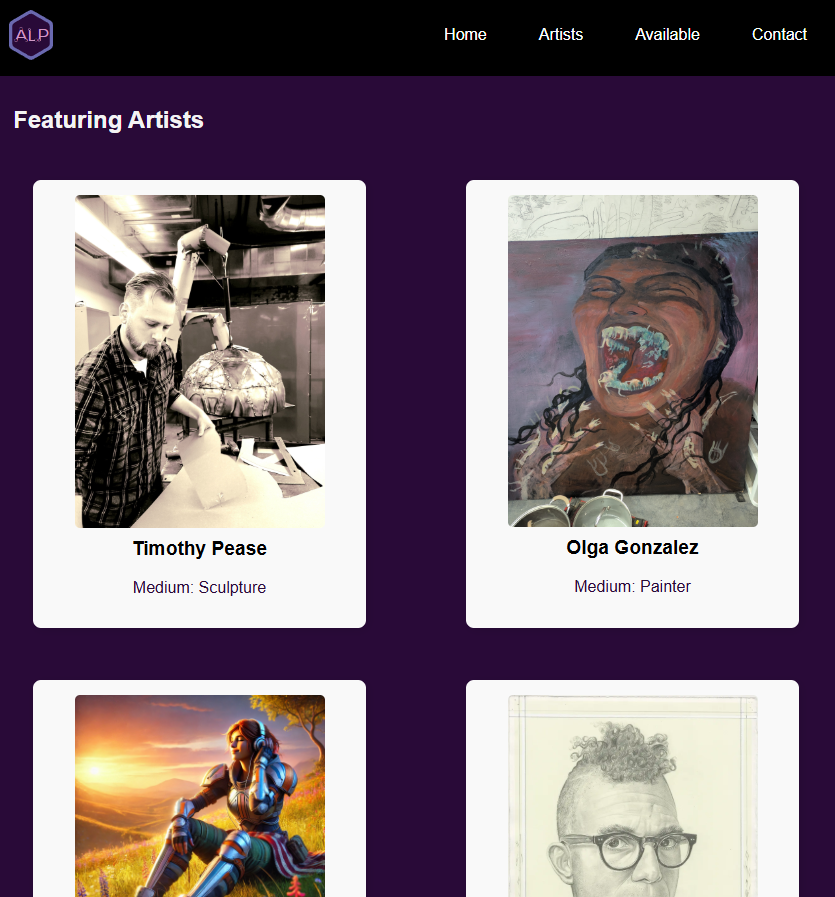 ALP
Home Artists Available Contact
Featuring Artists
Timothy Pease
Medium: Sculpture
Olga Gonzalez
Medium: Painter